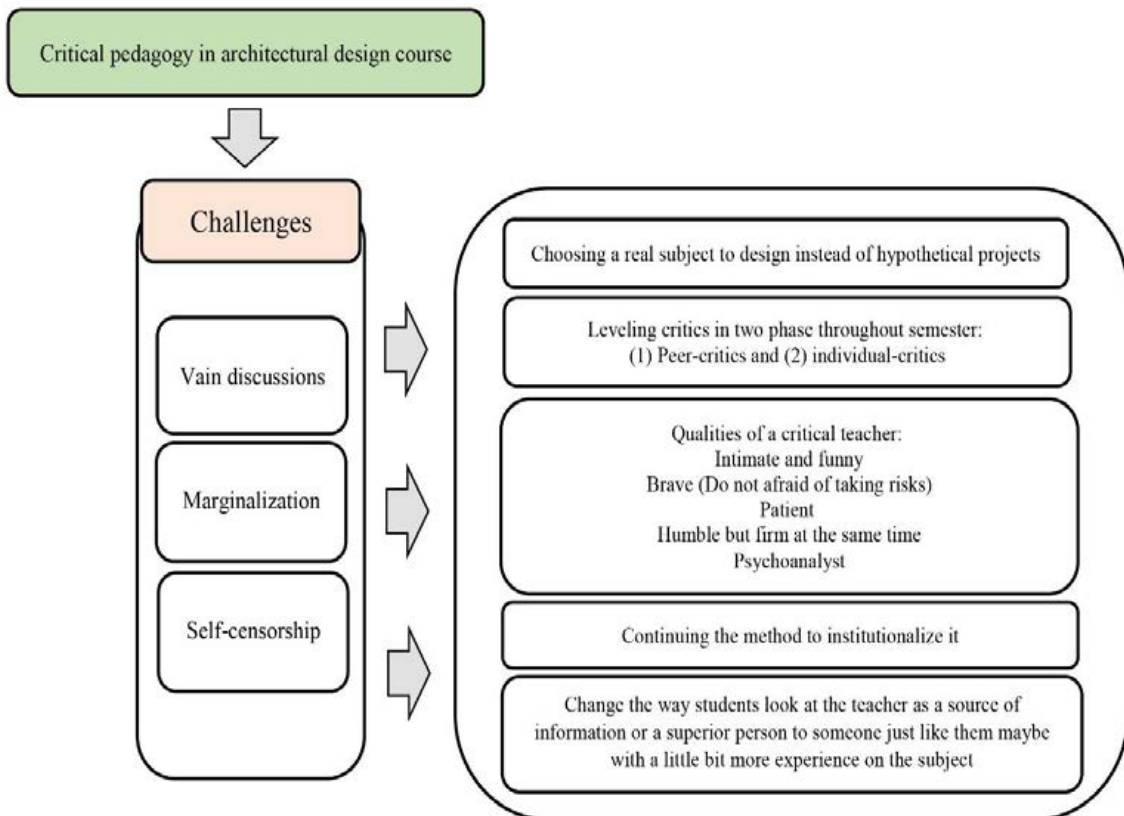 Critical pedagogy in architectural design course
Challenges
Vain discussions
Marginalization
Self-censorship
Choosing a real subject to design instead of hypothetical projects
Leveling critics in two phase throughout semester:
(1) Peer-critics and (2) individual-critics
Qualities of a critical teacher:
Intimate and funny
Brave (Do not afraid of taking risks)
Patient
Humble but firm at the same time
Psychoanalyst
Continuing the method to institutionalize it
Change the way students look at the teacher as a source of
information or a superior person to someone just like them maybe
with a little bit more experience on the subject